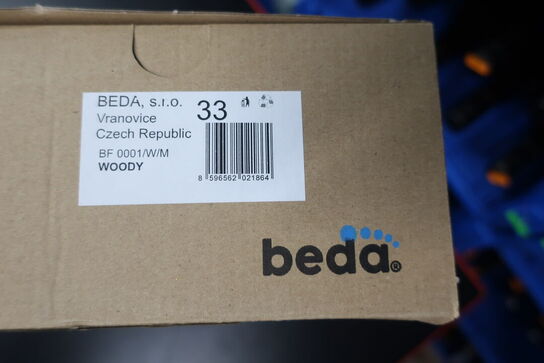 BEDA, s.r.o. 33
Vranovice
Czech Republic
BF 0001/W/M
WOODY
8 596562 021864
beda®